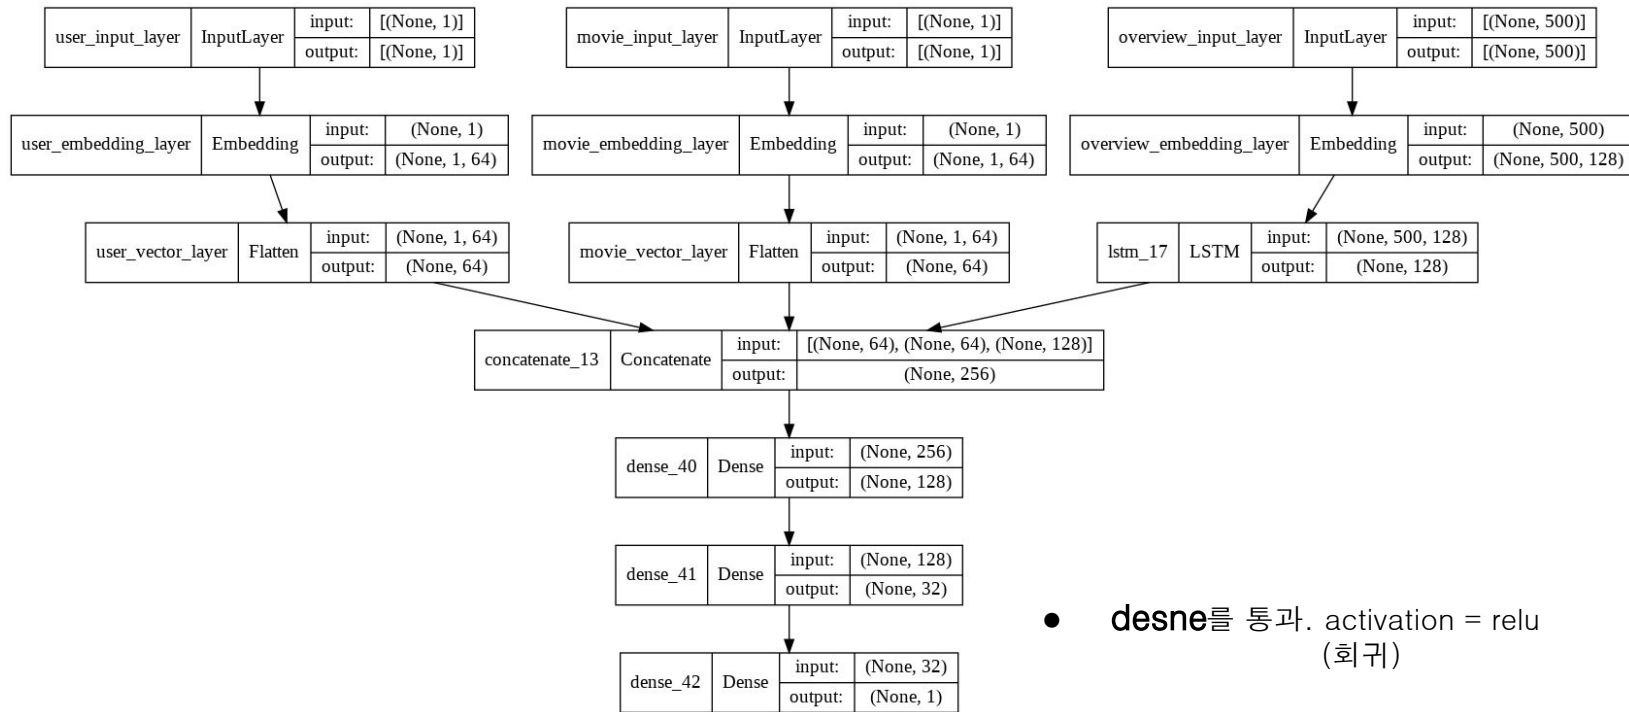 user_input_layer InputLayer input: [(None, 1)] output: [(None, 1)]
movie_input_layer InputLayer input: [(None, 1)] output: [(None, 1)]
overview_input_layer InputLayer input: [(None, 500)] output: [(None, 500)]
user_embedding_layer Embedding input: (None, 1) output: (None, 1, 64)
movie_embedding_layer Embedding input: (None, 1) output: (None, 1, 64)
overview_embedding_layer Embedding input: (None, 500) output: (None, 500, 128)
user_vector_layer Flatten input: (None, 1, 64) output: (None, 64)
movie_vector_layer Flatten input: (None, 1, 64) output: (None, 64)
lstm_17 LSTM input: (None, 500, 128) output: (None, 128)
concatenate_13 Concatenate input: [(None, 64), (None, 64), (None, 128)] output: (None, 256)
dense_40 Dense input: (None, 256) output: (None, 128)
dense_41 Dense input: (None, 128) output: (None, 32)
dense_42 Dense input: (None, 32) output: (None, 1)
● desne를 통과. activation = relu
(회귀)